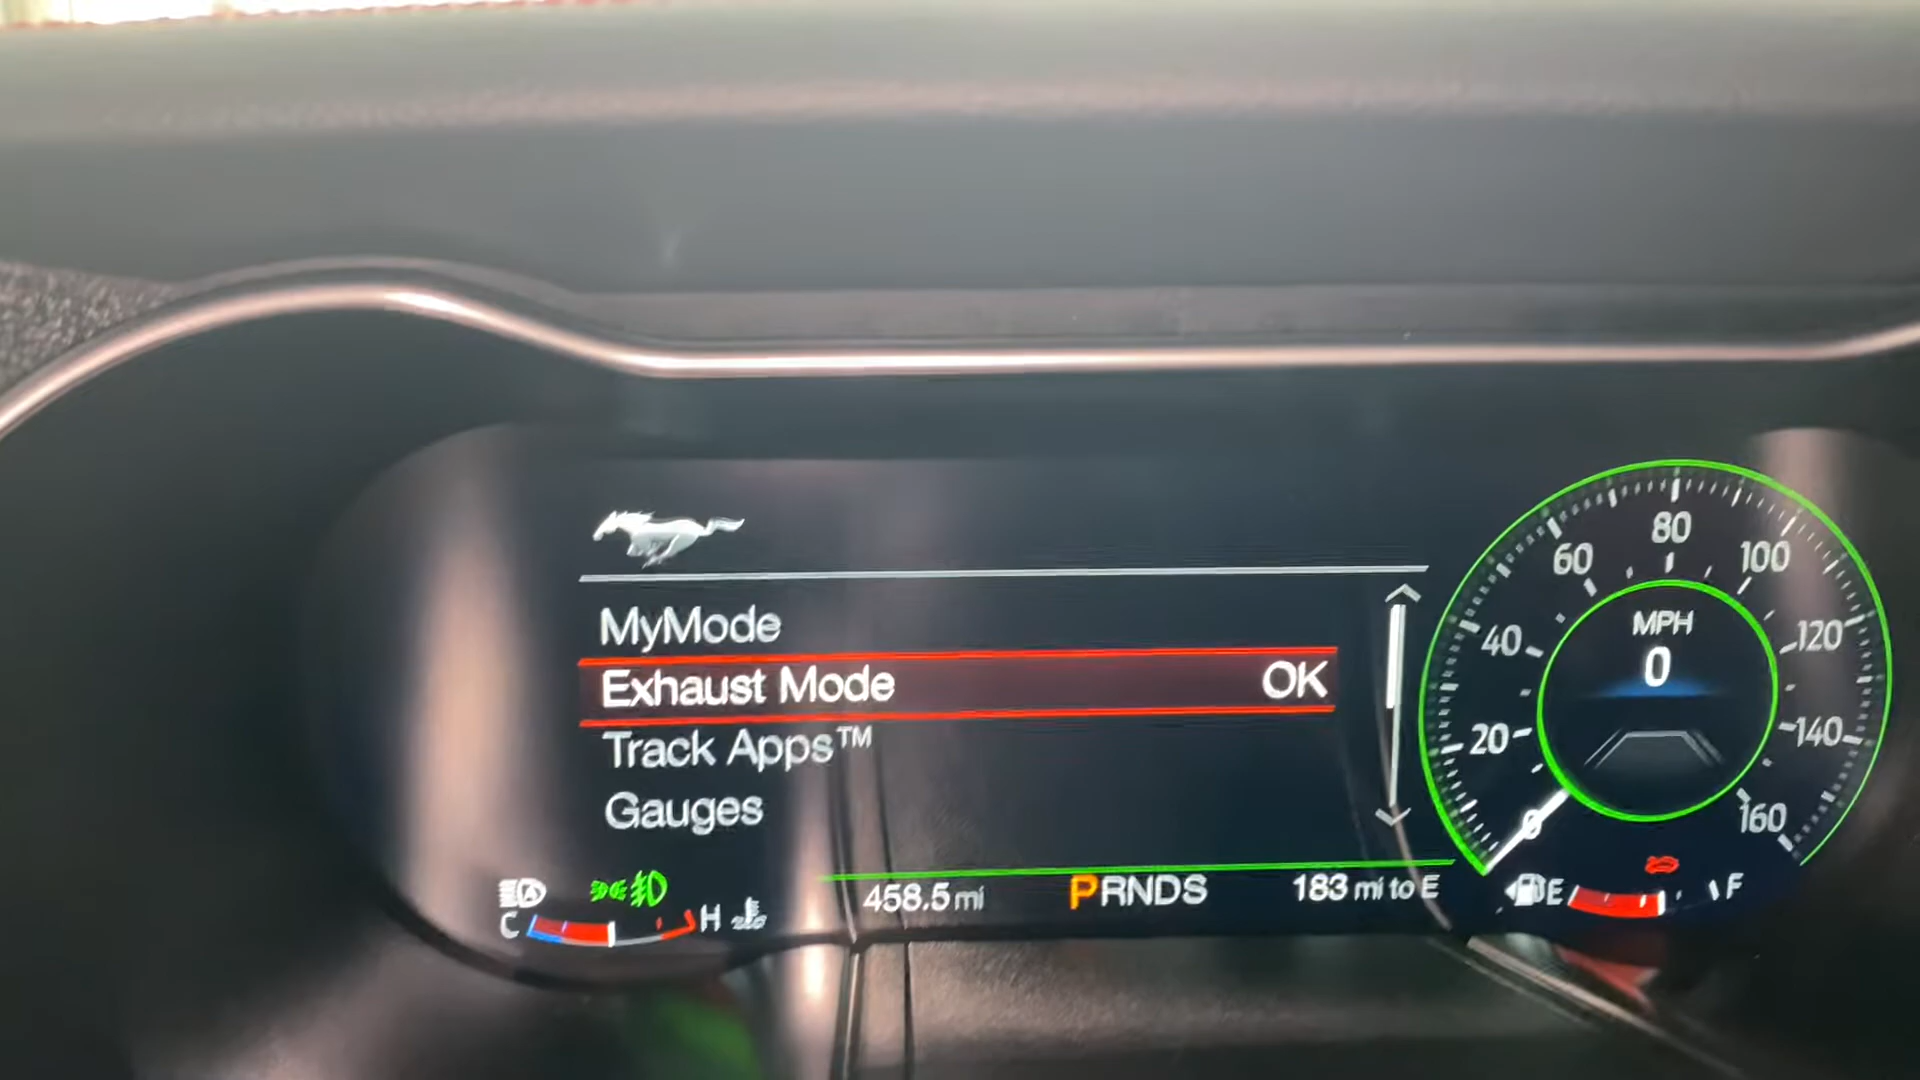 MyMode
Exhaust Mode OK
Track Apps™
Gauges
80
60 100
MPH
40 0 120
20 140
0 160
C H
458.5 mi PRNDS 183 mi to E
E F